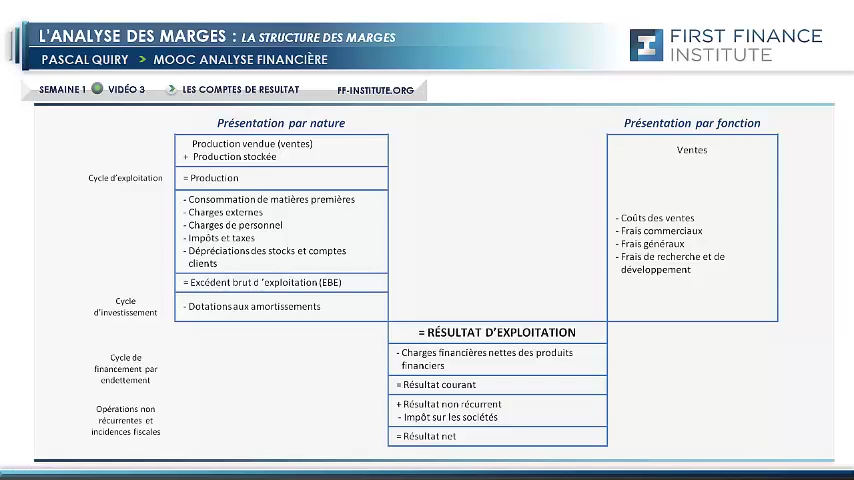 L'ANALYSE DES MARGES : LA STRUCTURE DES MARGES
PASCAL QUIRY > MOOC ANALYSE FINANCIÈRE
FIRST FINANCE
INSTITUTE
SEMAINE 1 VIDÉO 3 > LES COMPTES DE RESULTAT FF-INSTITUTE.ORG
Présentation par nature
Présentation par fonction
Production vendue (ventes)
+ Production stockée
Cycle d'exploitation
= Production
- Consommation de matières premières
- Charges externes
- Charges de personnel
- Impôts et taxes
- Dépréciations des stocks et comptes
clients
= Excédent brut d 'exploitation (EBE)
Cycle
d'investissement
- Dotations aux amortissements
Ventes
- Coûts des ventes
- Frais commerciaux
- Frais généraux
- Frais de recherche et de
développement
= RÉSULTAT D'EXPLOITATION
Cycle de
financement par
endettement
- Charges financières nettes des produits
financiers
= Résultat courant
Opérations non
récurrentes et
incidences fiscales
+ Résultat non récurrent
- Impôt sur les sociétés
= Résultat net